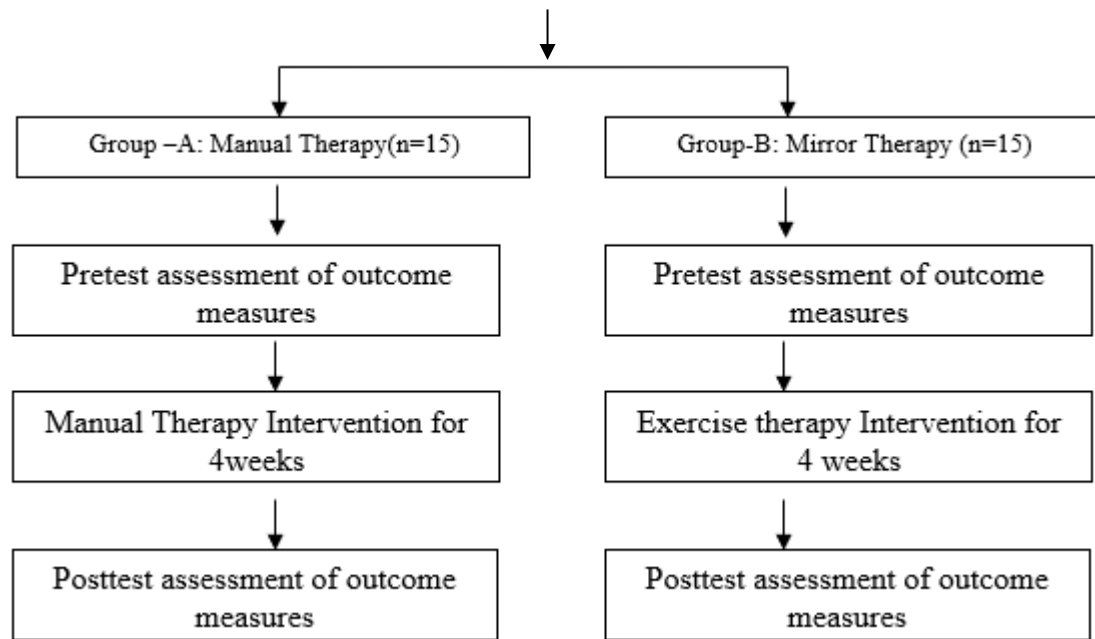 Group –A: Manual Therapy(n=15)
Group-B: Mirror Therapy (n=15)
Pretest assessment of outcome
measures
Pretest assessment of outcome
measures
Manual Therapy Intervention for
4weeks
Exercise therapy Intervention for
4 weeks
Posttest assessment of outcome
measures
Posttest assessment of outcome
measures